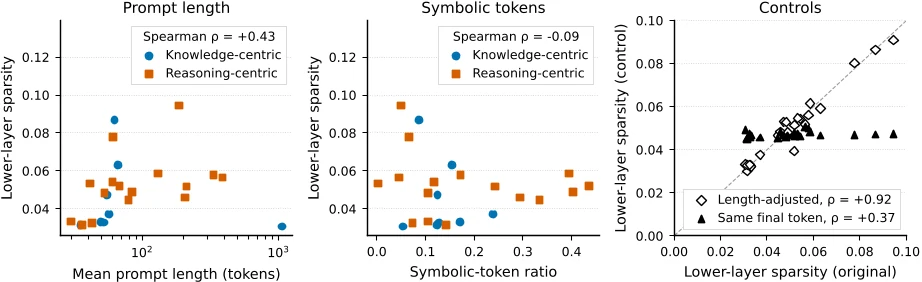 Prompt length
Spearman ρ = +0.43
Knowledge-centric
Reasoning-centric
0.12
0.10
0.08
0.06
0.04
Lower-layer sparsity
10²
10³
Mean prompt length (tokens)
Symbolic tokens
Spearman ρ = -0.09
Knowledge-centric
Reasoning-centric
0.12
0.10
0.08
0.06
0.04
Lower-layer sparsity
0.0 0.1 0.2 0.3 0.4
Symbolic-token ratio
Controls
0.10
0.08
0.06
0.04
0.02
0.00
Lower-layer sparsity (control)
Length-adjusted, ρ = +0.92
Same final token, ρ = +0.37
0.00 0.02 0.04 0.06 0.08 0.10
Lower-layer sparsity (original)